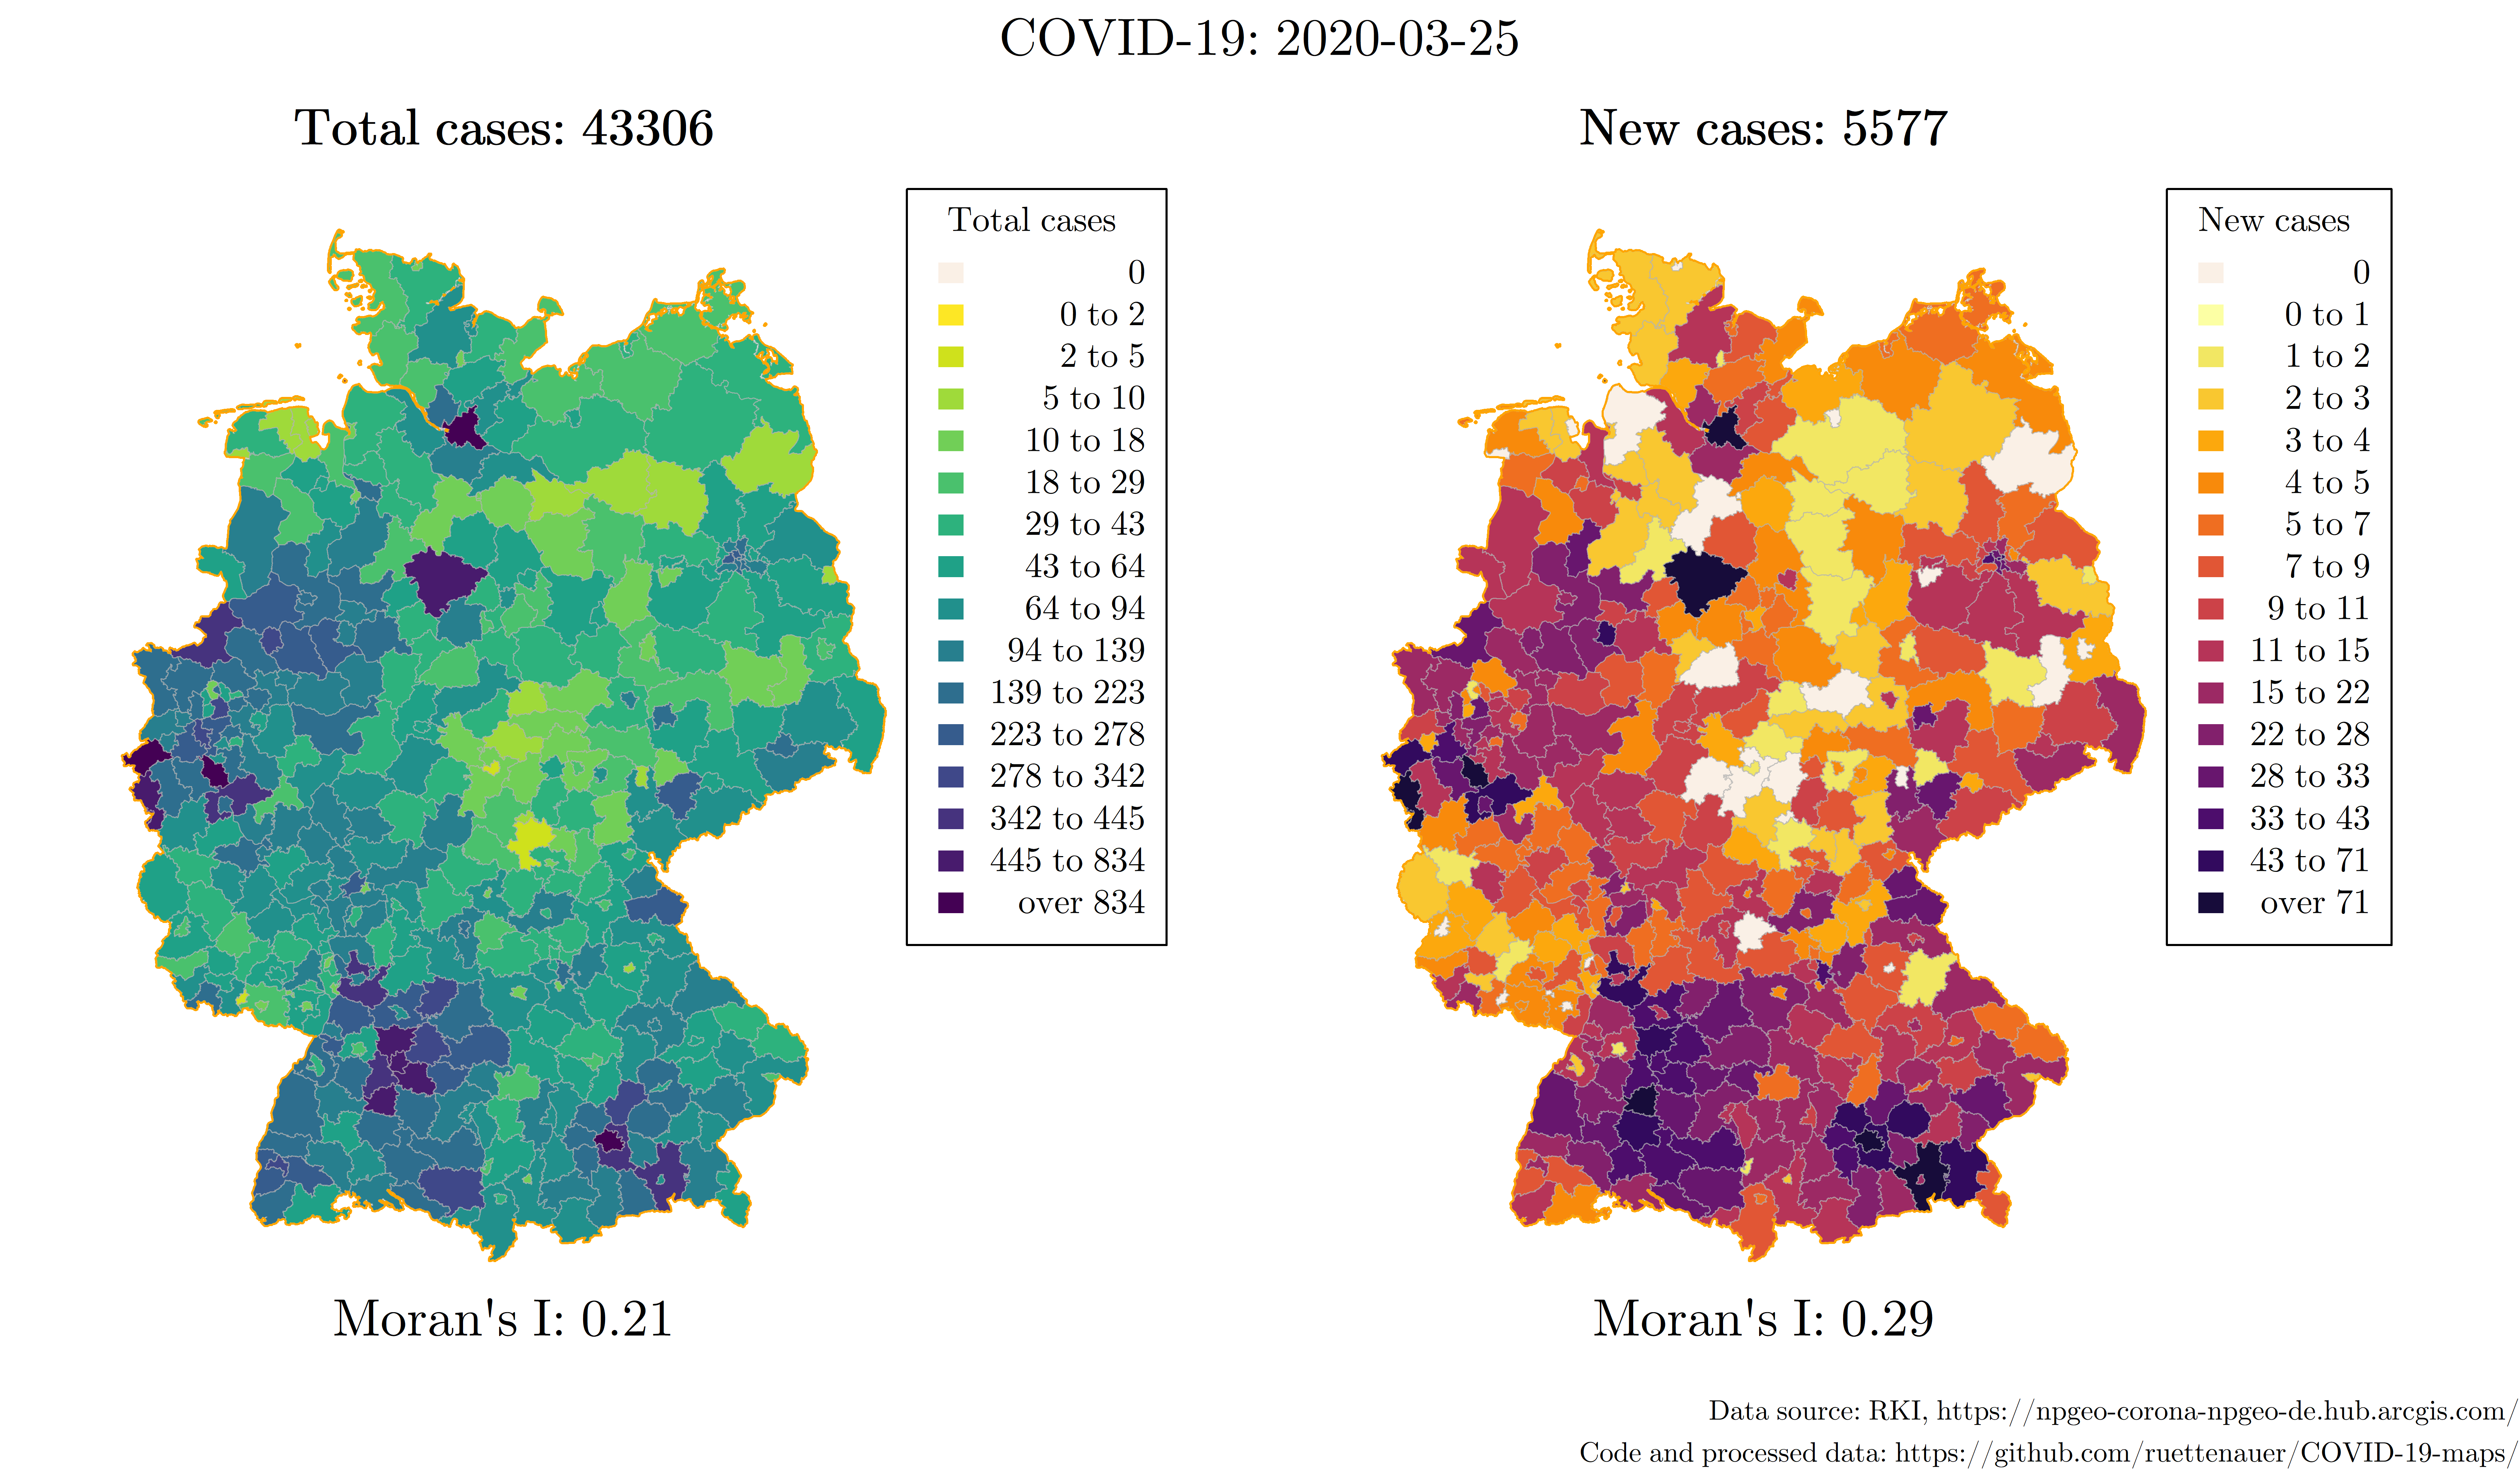 COVID-19: 2020-03-25
Total cases: 43306
Total cases
0
0 to 2
2 to 5
5 to 10
10 to 18
18 to 29
29 to 43
43 to 64
64 to 94
94 to 139
139 to 223
223 to 278
278 to 342
342 to 445
445 to 834
over 834
Moran's I: 0.21
New cases: 5577
New cases
0
0 to 1
1 to 2
2 to 3
3 to 4
4 to 5
5 to 7
7 to 9
9 to 11
11 to 15
15 to 22
22 to 28
28 to 33
33 to 43
43 to 71
over 71
Moran's I: 0.29
Data source: RKI, https://npgeo-corona-npgeo-de.hub.arcgis.com/
Code and processed data: https://github.com/ruettenauer/COVID-19-maps/